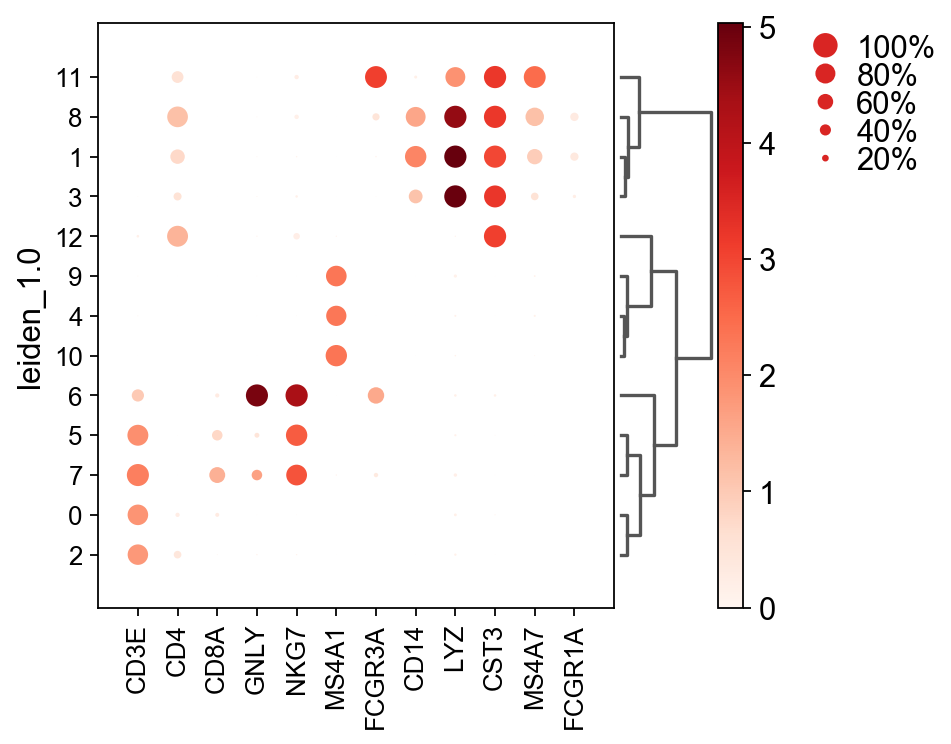 leiden_1.0
11
8
1
3
12
9
4
10
6
5
7
0
2
CD3E
CD4
CD8A
GNLY
NKG7
MS4A1
FCGR3A
CD14
LYZ
CST3
MS4A7
FCGR1A
5
4
3
2
1
0
100%
80%
60%
40%
20%